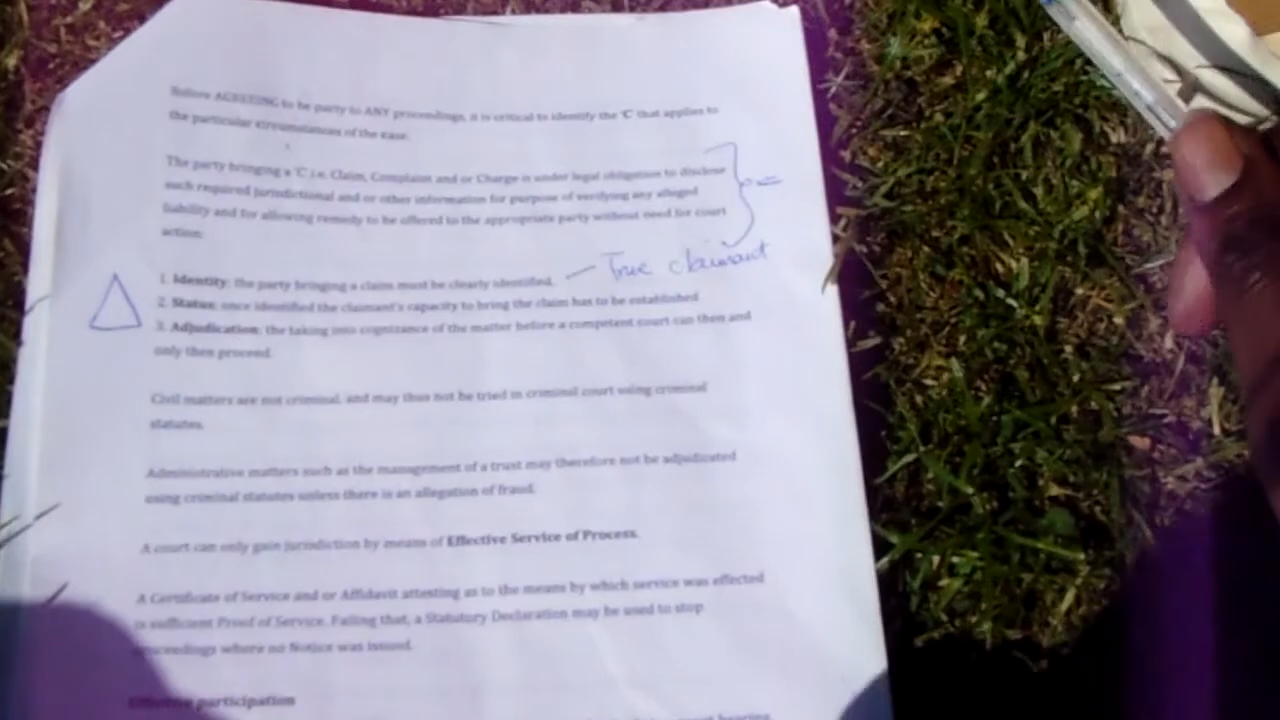 Before AGREEING to be party to ANY proceedings, it is critical to identify the 'C' that applies to
the particular circumstances of the case.
The party bringing a 'C' i.e. Claim, Complaint and or Charge is under legal obligation to disclose
such required jurisdictional and or other information for purpose of verifying any alleged
liability and for allowing remedy to be offered to the appropriate party without need for court
action:
1. Identity: the party bringing a claim must be clearly identified. — True claimant
2. Status: once identified the claimant's capacity to bring the claim has to be established
3. Adjudication: the taking into cognizance of the matter before a competent court can then and
only then proceed.
Civil matters are not criminal, and may thus not be tried in criminal court using criminal
statutes.
Administrative matters such as the management of a trust may therefore not be adjudicated
using criminal statutes unless there is an allegation of fraud.
A court can only gain jurisdiction by means of Effective Service of Process.
A Certificate of Service and or Affidavit attesting as to the means by which service was effected
is sufficient Proof of Service. Failing that, a Statutory Declaration may be used to stop
proceedings where no Notice was issued.
Effective participation
hearing